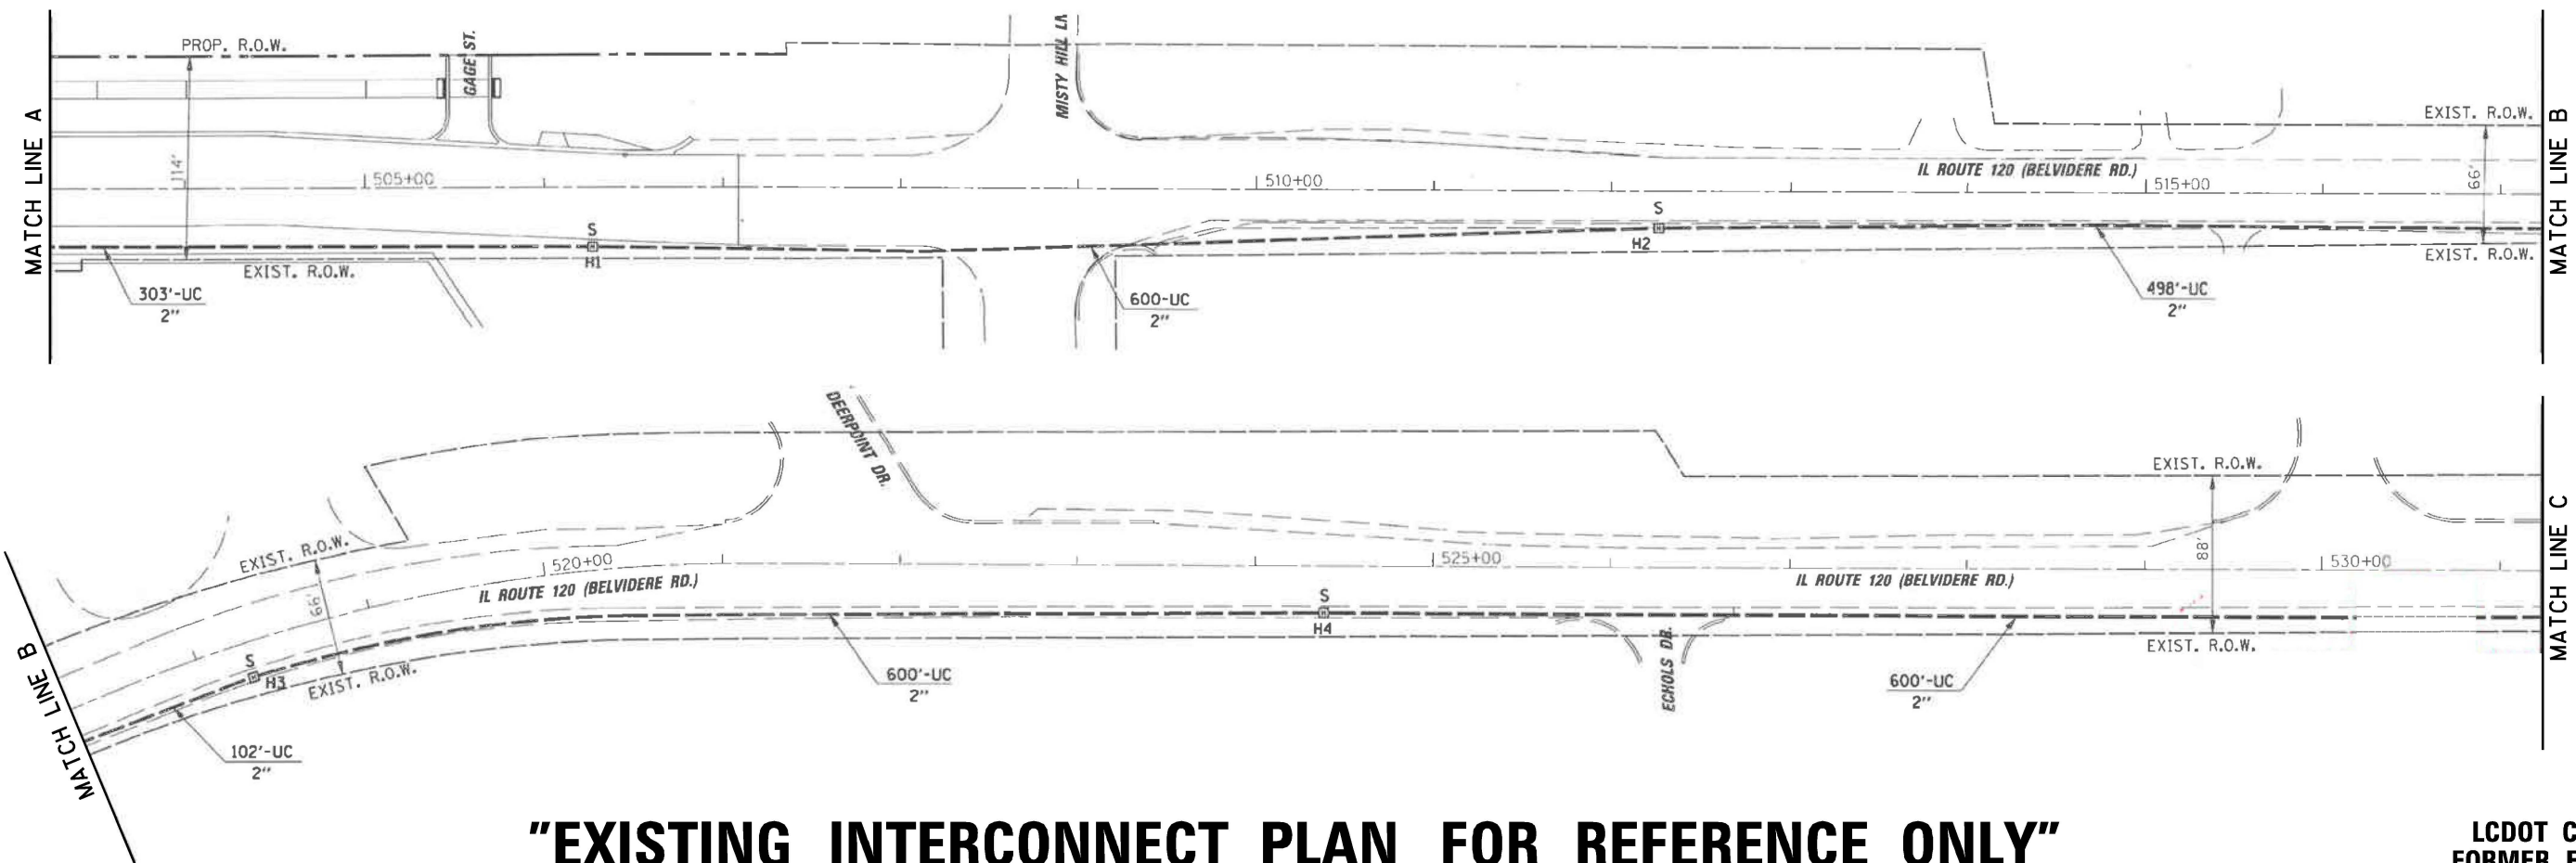 MATCH LINE A
PROP. R.O.W.
GAGE ST.
MISTY HILL LN
114'
505+00
510+00
515+00
IL ROUTE 120 (BELVIDERE RD.)
EXIST. R.O.W.
66'
EXIST. R.O.W.
MATCH LINE B
S
H1
S
H2
EXIST. R.O.W.
303'-UC
2"
600-UC
2"
498'-UC
2"
MATCH LINE B
EXIST. R.O.W.
66'
EXIST. R.O.W.
S
H3
102'-UC
2"
DEERPOINT DR.
520+00
IL ROUTE 120 (BELVIDERE RD.)
600'-UC
2"
S
H4
525+00
ECHOLS DR.
IL ROUTE 120 (BELVIDERE RD.)
600'-UC
2"
EXIST. R.O.W.
88'
530+00
EXIST. R.O.W.
MATCH LINE C
"EXISTING INTERCONNECT PLAN FOR REFERENCE ONLY"
LCDOT C
FORMER